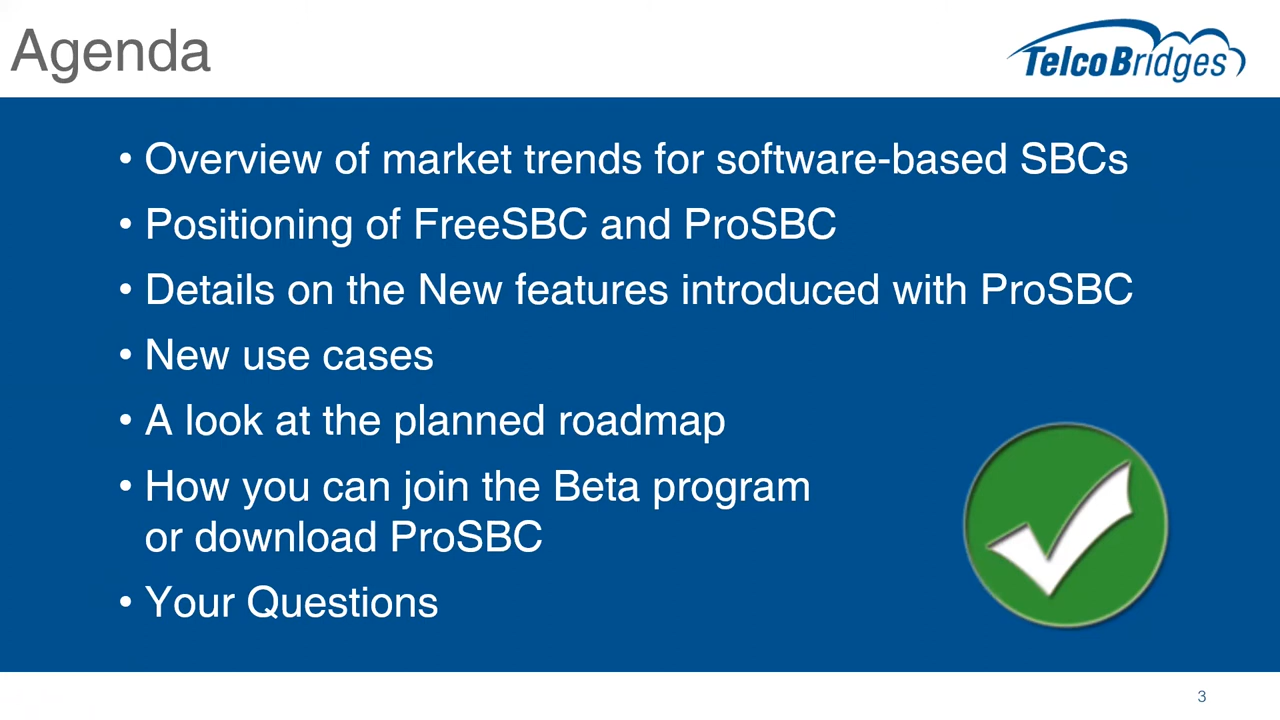 Agenda
TelcoBridges
• Overview of market trends for software-based SBCs
• Positioning of FreeSBC and ProSBC
• Details on the New features introduced with ProSBC
• New use cases
• A look at the planned roadmap
• How you can join the Beta program
or download ProSBC
• Your Questions
3